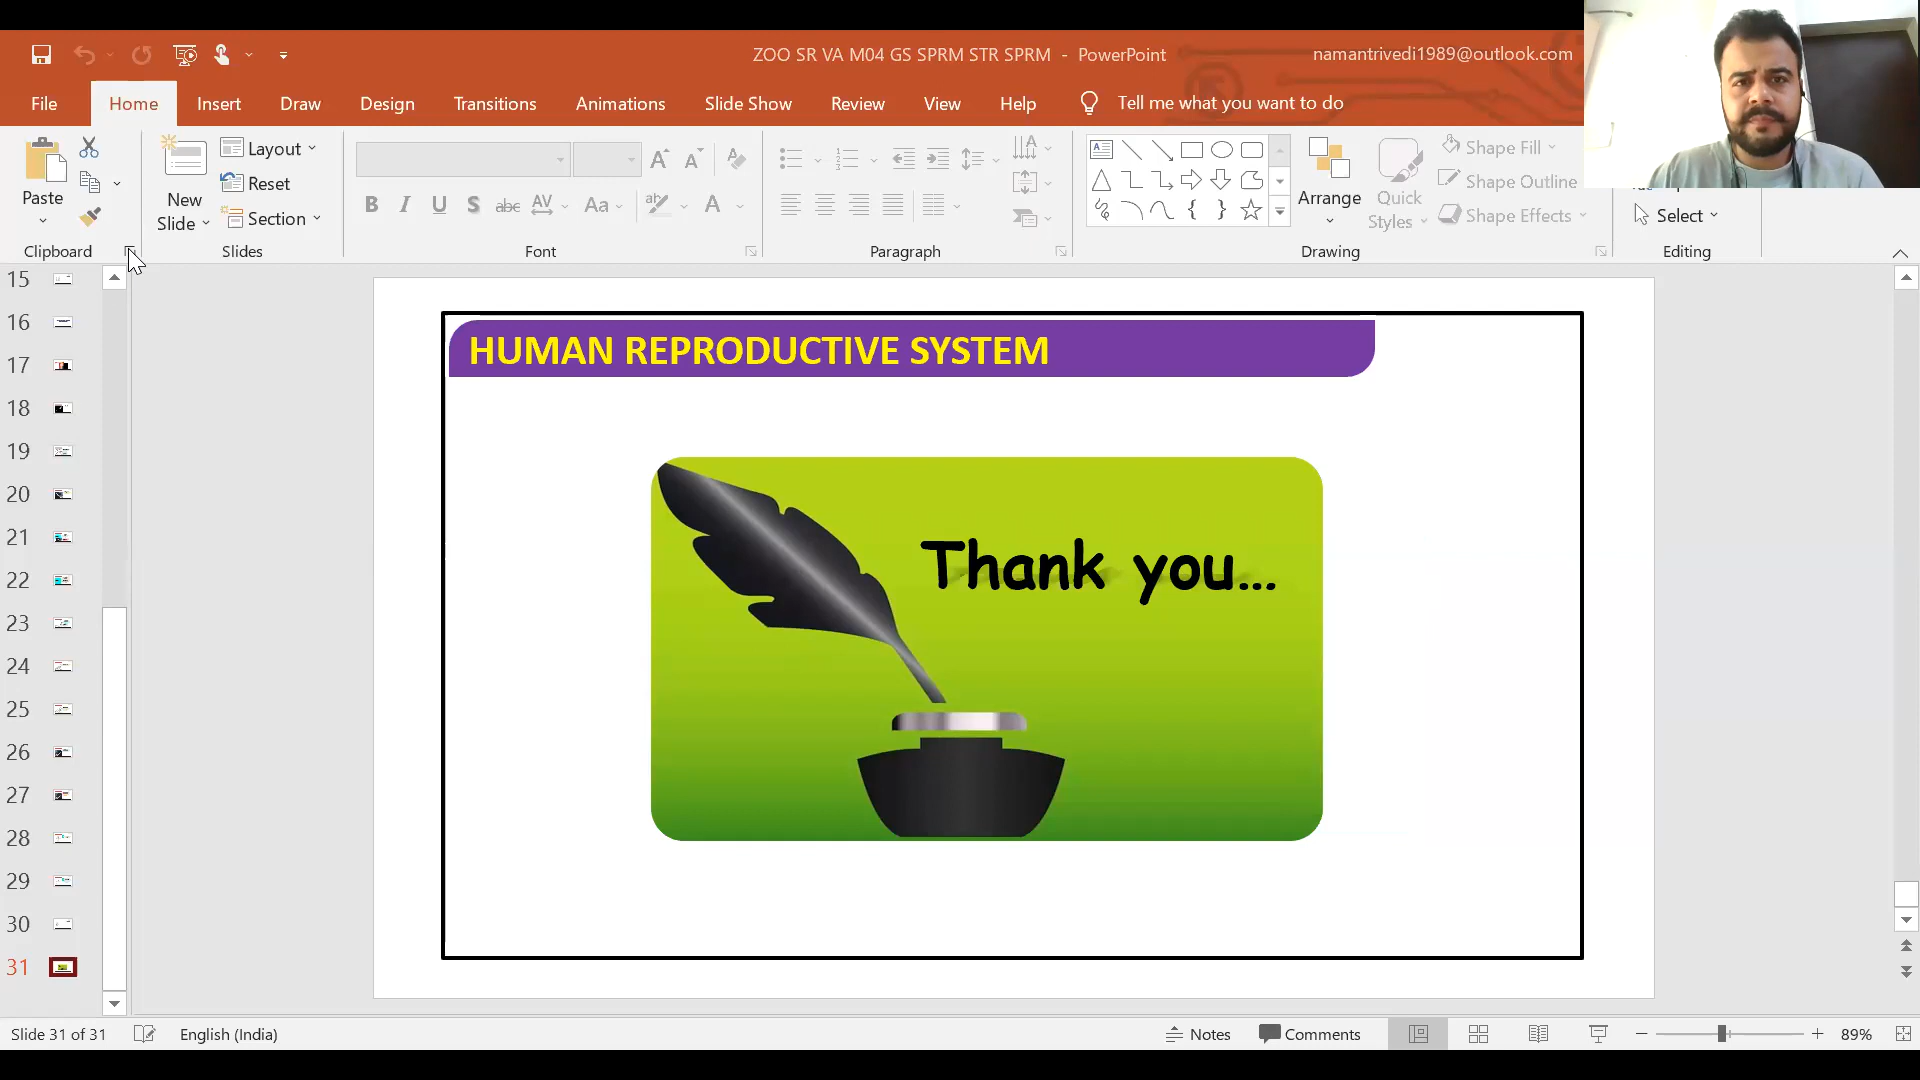 ZOO SR VA M04 GS SPRM STR SPRM - PowerPoint
namantrivedi1989@outlook.com
File
Home
Insert
Draw
Design
Transitions
Animations
Slide Show
Review
View
Help
Tell me what you want to do
Paste
New
Slide
Layout
Reset
Section
B
I
U
S
abc
AV
Aa
A
Arrange
Quick
Styles
Shape Fill
Shape Outline
Shape Effects
Select
Clipboard
Slides
Font
Paragraph
Drawing
Editing
15
16
17
18
19
20
21
22
23
24
25
26
27
28
29
30
31
HUMAN REPRODUCTIVE SYSTEM
Thank you...
Slide 31 of 31
English (India)
Notes
Comments
89%